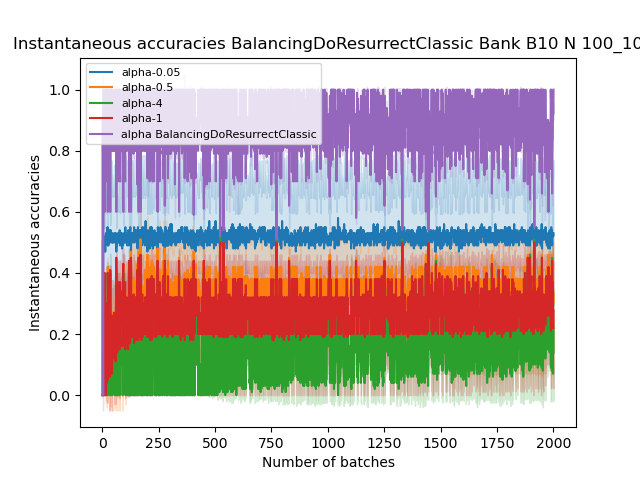 Instantaneous accuracies BalancingDoResurrectClassic Bank B10 N 100_10
1.0
0.8
0.6
0.4
0.2
0.0
Instantaneous accuracies
alpha-0.05
alpha-0.5
alpha-4
alpha-1
alpha BalancingDoResurrectClassic
0 250 500 750 1000 1250 1500 1750 2000
Number of batches